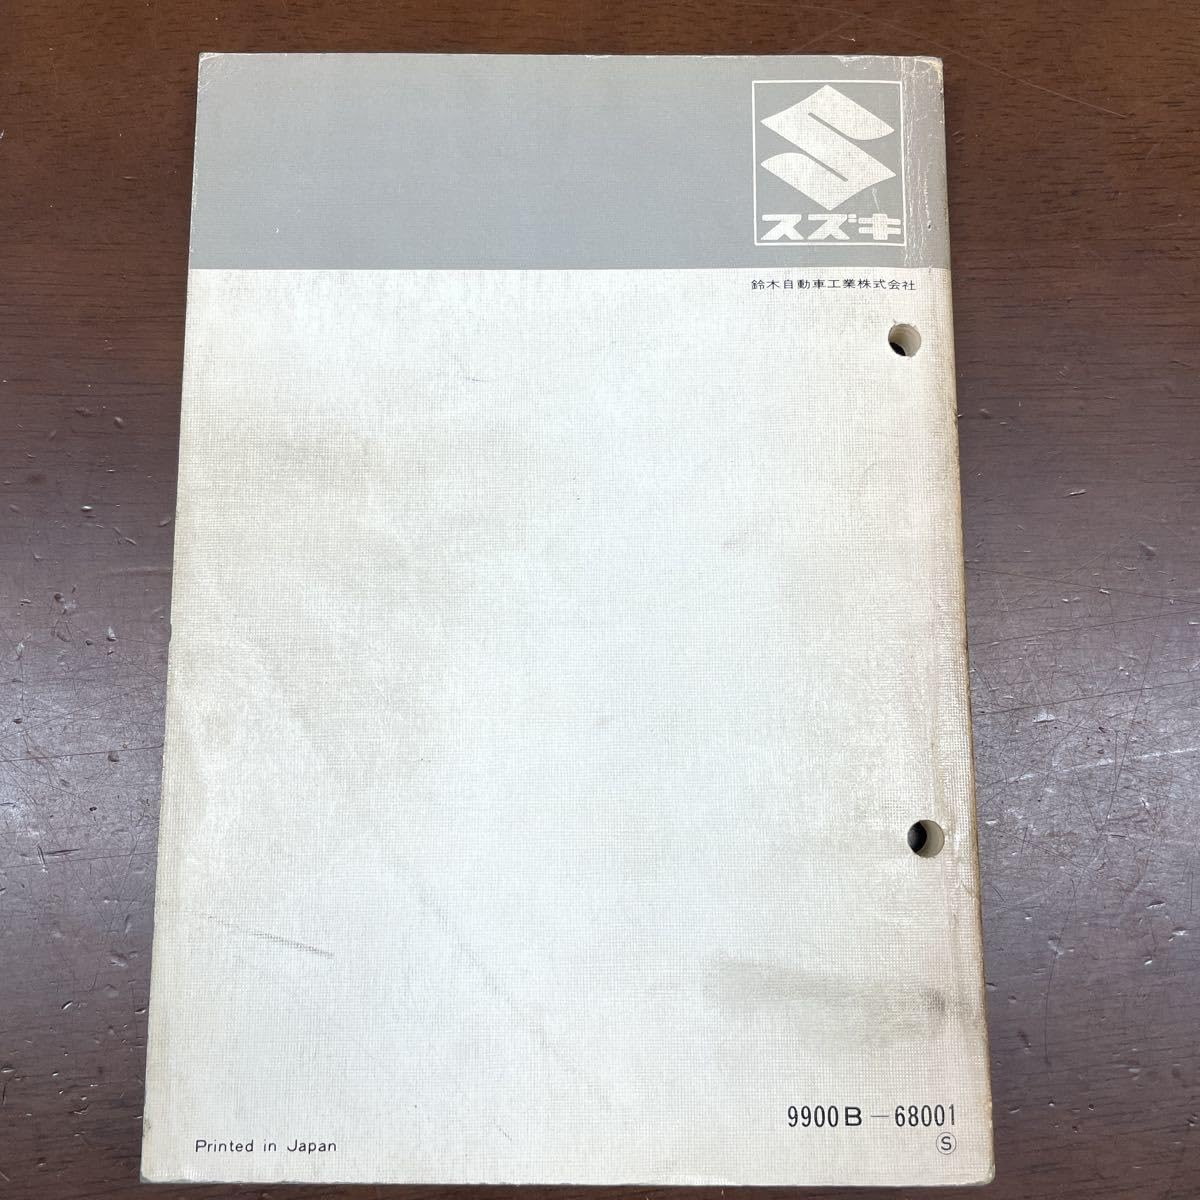 スズキ
鈴木自動車工業株式会社
9900B-68001
Ⓢ
Printed in Japan